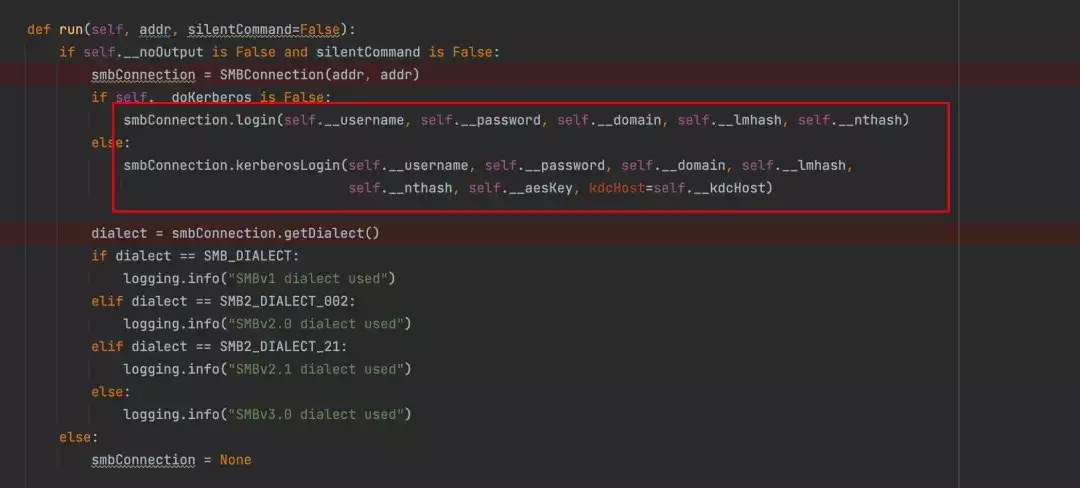 def run(self, addr, silentCommand=False):
if self.__noOutput is False and silentCommand is False:
smbConnection = SMBConnection(addr, addr)
if self.__doKerberos is False:
smbConnection.login(self.__username, self.__password, self.__domain, self.__lmhash, self.__nthash)
else:
smbConnection.kerberosLogin(self.__username, self.__password, self.__domain, self.__lmhash,
self.__nthash, self.__aesKey, kdcHost=self.__kdcHost)
dialect = smbConnection.getDialect()
if dialect == SMB_DIALECT:
logging.info("SMBv1 dialect used")
elif dialect == SMB2_DIALECT_002:
logging.info("SMBv2.0 dialect used")
elif dialect == SMB2_DIALECT_21:
logging.info("SMBv2.1 dialect used")
else:
logging.info("SMBv3.0 dialect used")
else:
smbConnection = None